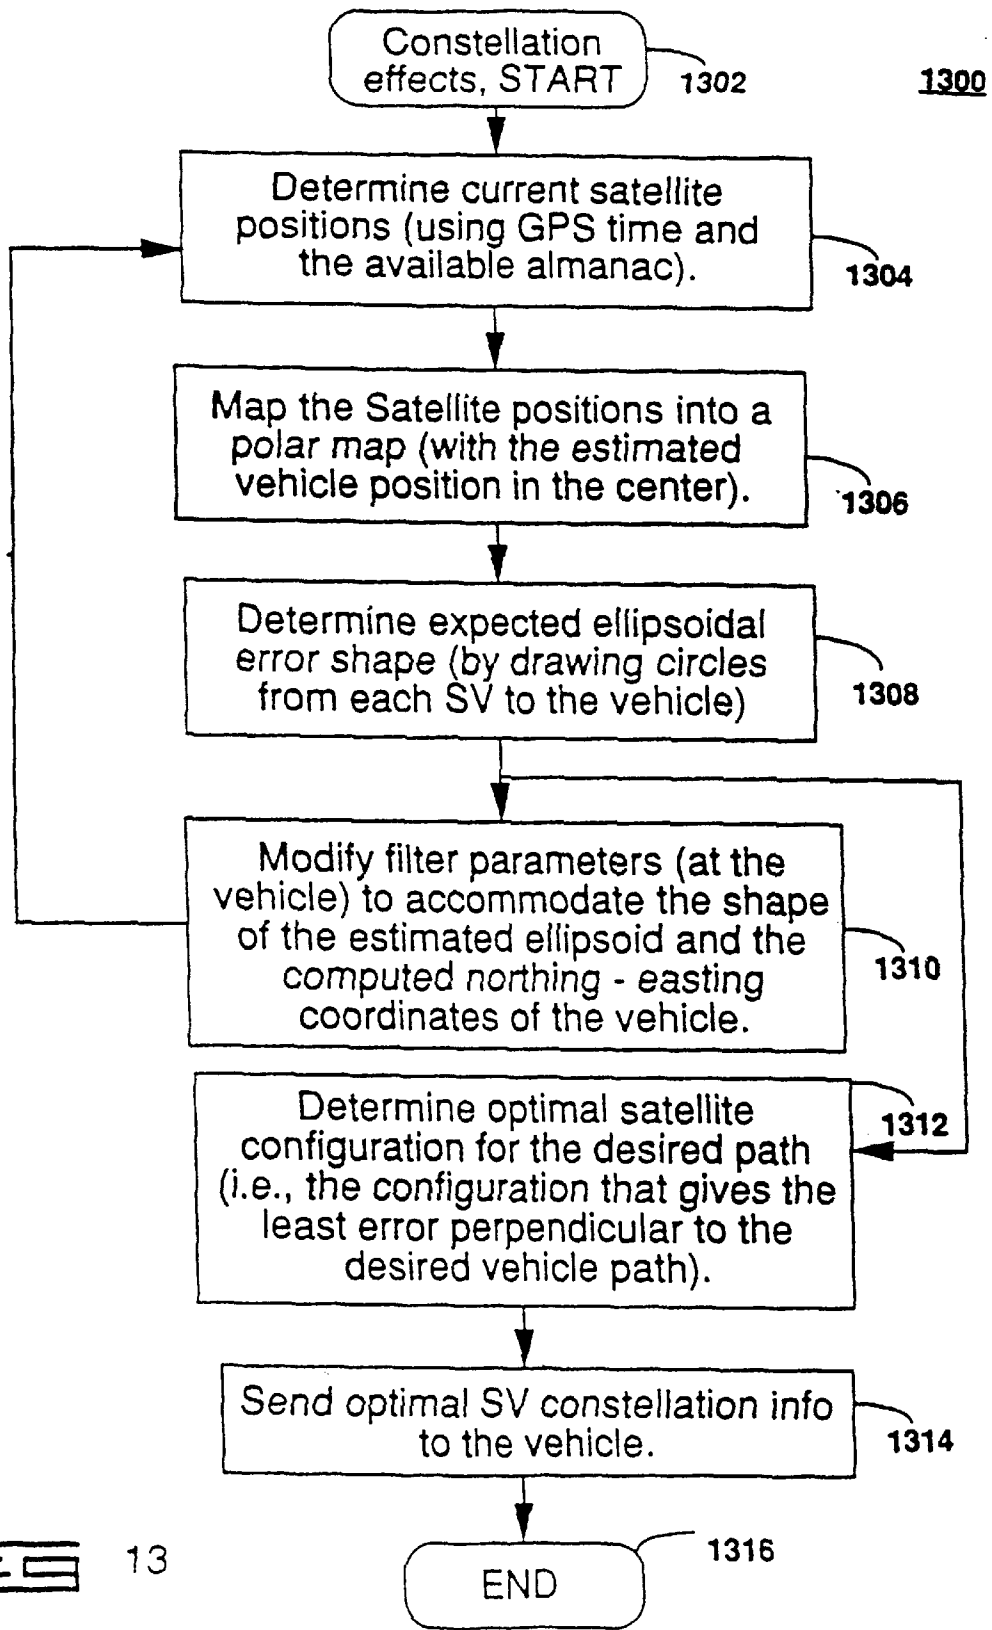 Constellation
effects, START
1302
1300
Determine current satellite
positions (using GPS time and
the available almanac).
1304
Map the Satellite positions into a
polar map (with the estimated
vehicle position in the center).
1306
Determine expected ellipsoidal
error shape (by drawing circles
from each SV to the vehicle)
1308
Modify filter parameters (at the
vehicle) to accommodate the shape
of the estimated ellipsoid and the
computed northing - easting
coordinates of the vehicle.
1310
Determine optimal satellite
configuration for the desired path
(i.e., the configuration that gives the
least error perpendicular to the
desired vehicle path).
1312
Send optimal SV constellation info
to the vehicle.
1314
END
1316
13